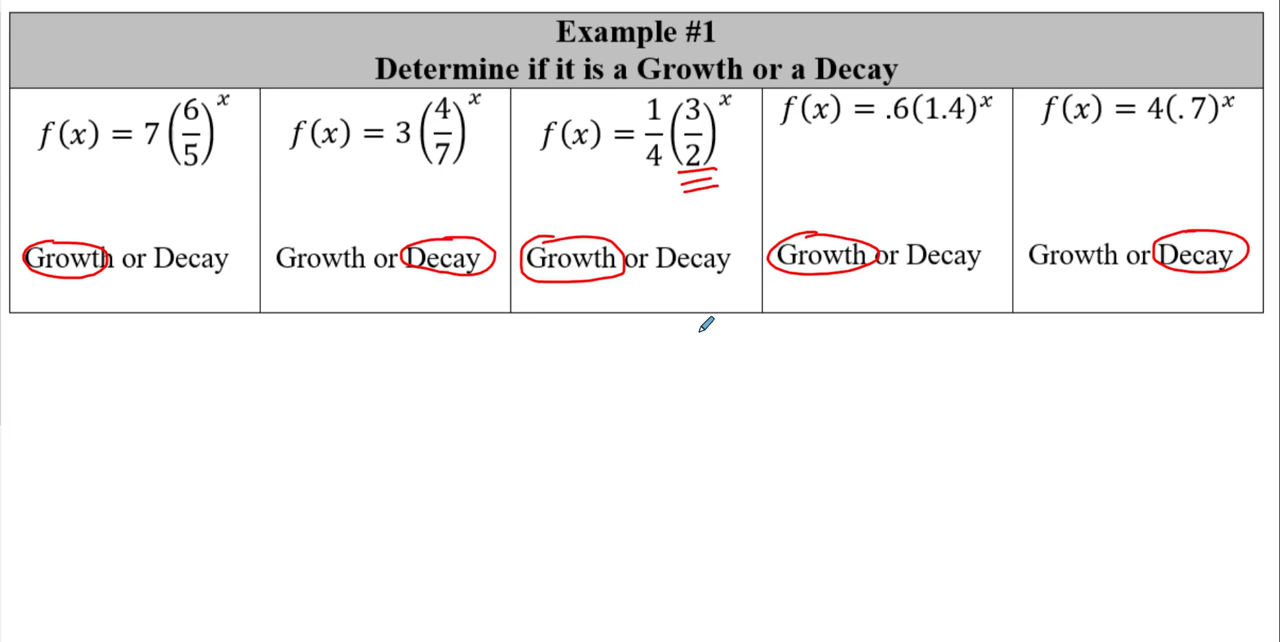 Example #1
Determine if it is a Growth or a Decay
f(x) = 7(6/5)^x
f(x) = 3(4/7)^x
f(x) = 1/4(3/2)^x
f(x) = .6(1.4)^x
f(x) = 4(.7)^x
Growth or Decay
Growth or Decay
Growth or Decay
Growth or Decay
Growth or Decay